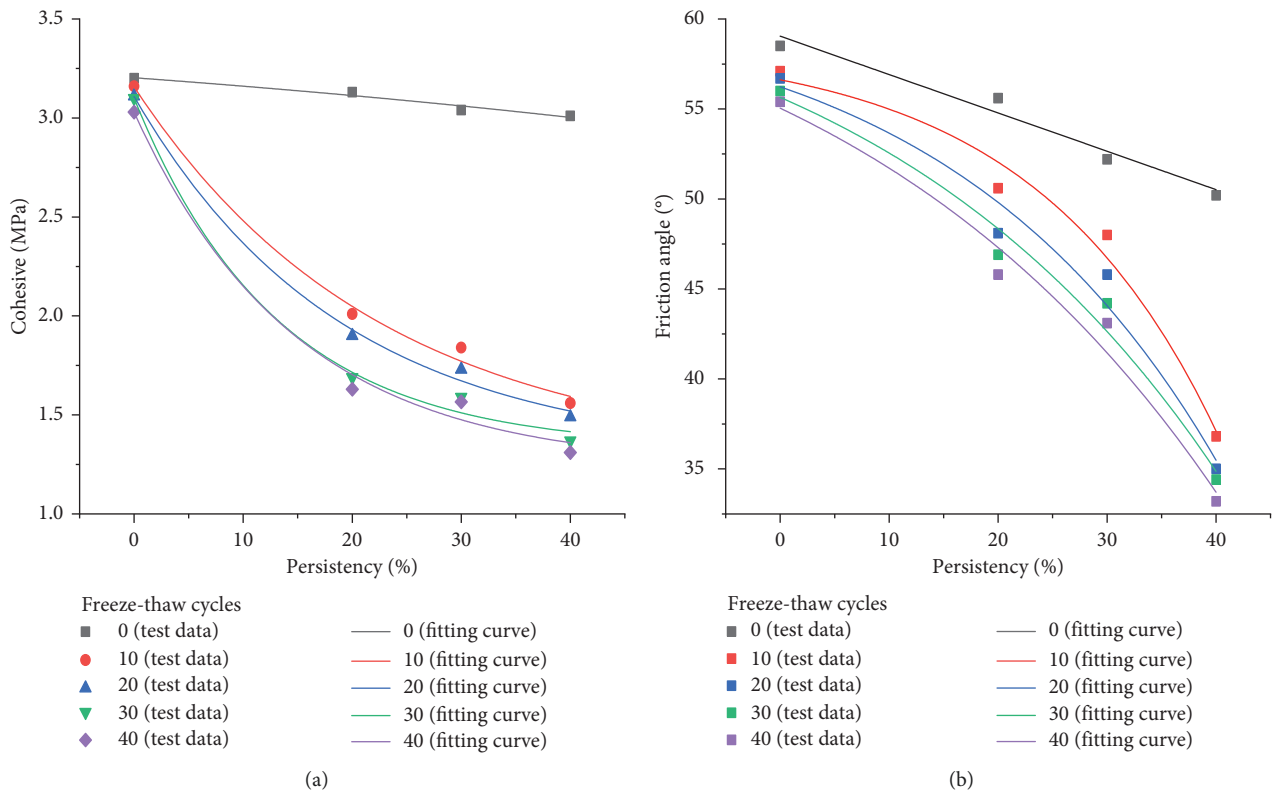 3.5
3.0
2.5
2.0
1.5
1.0
Cohesive (MPa)
0
10
20
30
40
Persistency (%)
Freeze-thaw cycles
0 (test data)
10 (test data)
20 (test data)
30 (test data)
40 (test data)
0 (fitting curve)
10 (fitting curve)
20 (fitting curve)
30 (fitting curve)
40 (fitting curve)
(a)
60
55
50
45
40
35
Friction angle (°)
0
10
20
30
40
Persistency (%)
Freeze-thaw cycles
0 (test data)
10 (test data)
20 (test data)
30 (test data)
40 (test data)
0 (fitting curve)
10 (fitting curve)
20 (fitting curve)
30 (fitting curve)
40 (fitting curve)
(b)